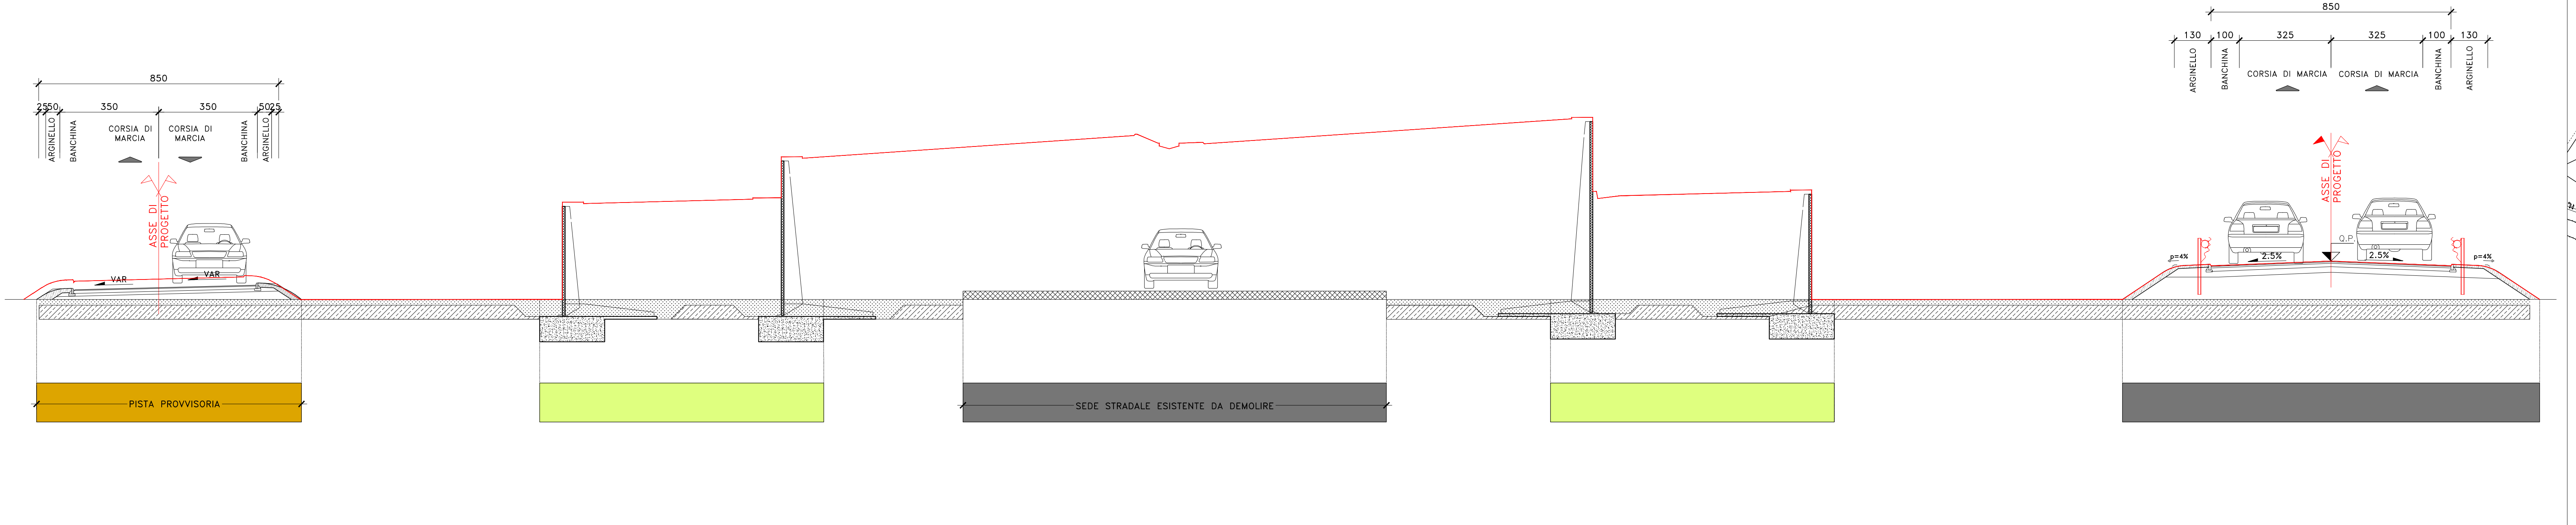 850
25
50
350
350
50
25
ARGINELLO
BANCHINA
CORSIA DI
MARCIA
CORSIA DI
MARCIA
BANCHINA
ARGINELLO
ASSE DI
PROGETTO
VAR
VAR
PISTA PROVVISORIA
SEDE STRADALE ESISTENTE DA DEMOLIRE
850
130
100
325
325
100
130
ARGINELLO
BANCHINA
CORSIA DI MARCIA
CORSIA DI MARCIA
BANCHINA
ARGINELLO
ASSE DI
PROGETTO
Q.P.
p=4%
2.5%
2.5%
p=4%